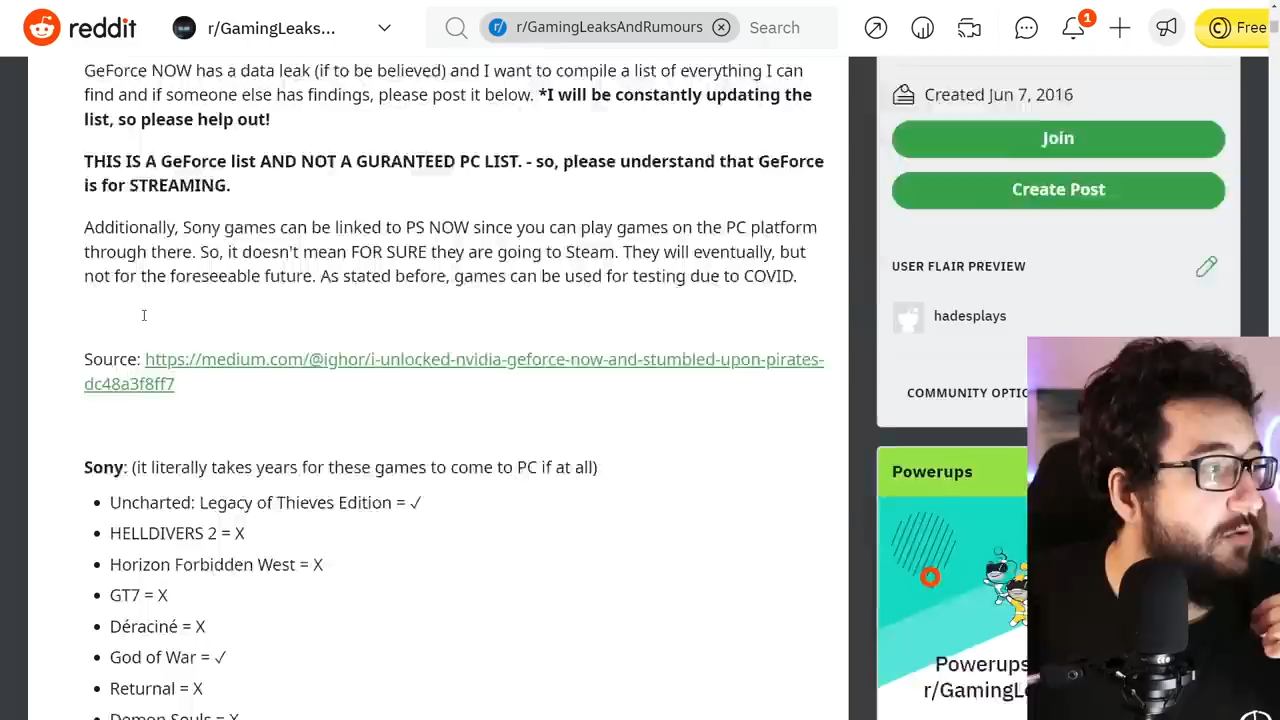 reddit
r/GamingLeaks...
r/GamingLeaksAndRumours
Search
1
Free
GeForce NOW has a data leak (if to be believed) and I want to compile a list of everything I can
find and if someone else has findings, please post it below. *I will be constantly updating the
list, so please help out!
THIS IS A GeForce list AND NOT A GURANTEED PC LIST. - so, please understand that GeForce
is for STREAMING.
Additionally, Sony games can be linked to PS NOW since you can play games on the PC platform
through there. So, it doesn't mean FOR SURE they are going to Steam. They will eventually, but
not for the foreseeable future. As stated before, games can be used for testing due to COVID.
Source: https://medium.com/@ighor/i-unlocked-nvidia-geforce-now-and-stumbled-upon-pirates-
dc48a3f8ff7
Sony: (it literally takes years for these games to come to PC if at all)
• Uncharted: Legacy of Thieves Edition = ✓
• HELLDIVERS 2 = X
• Horizon Forbidden West = X
• GT7 = X
• Déraciné = X
• God of War = ✓
• Returnal = X
• Demon Souls = X
Created Jun 7, 2016
Join
Create Post
USER FLAIR PREVIEW
hadesplays
COMMUNITY OPTIO
Powerups
Powerups
r/GamingLe